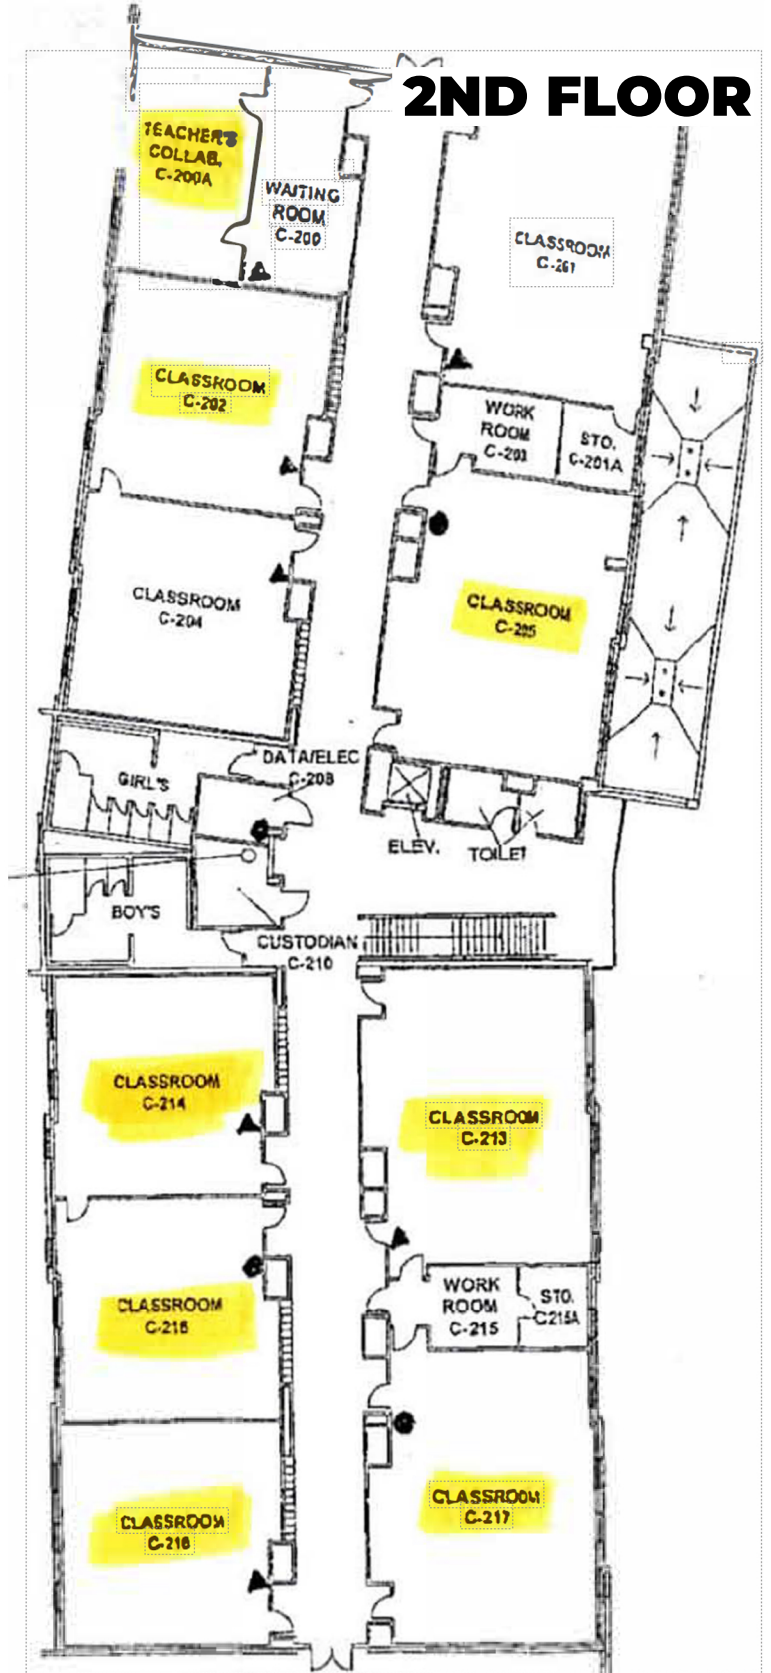 2ND FLOOR
TEACHER'S
COLLAB.
C-200A
WAITING
ROOM
C-200
CLASSROOM
C-201
CLASSROOM
C-202
WORK
ROOM
C-203
STO.
C-201A
CLASSROOM
C-204
CLASSROOM
C-205
DATA/ELEC
C-208
GIRL'S
ELEV.
TOILET
BOY'S
CUSTODIAN
C-210
CLASSROOM
C-214
CLASSROOM
C-213
CLASSROOM
C-216
WORK
ROOM
C-215
STO.
C215A
CLASSROOM
C-218
CLASSROOM
C-217